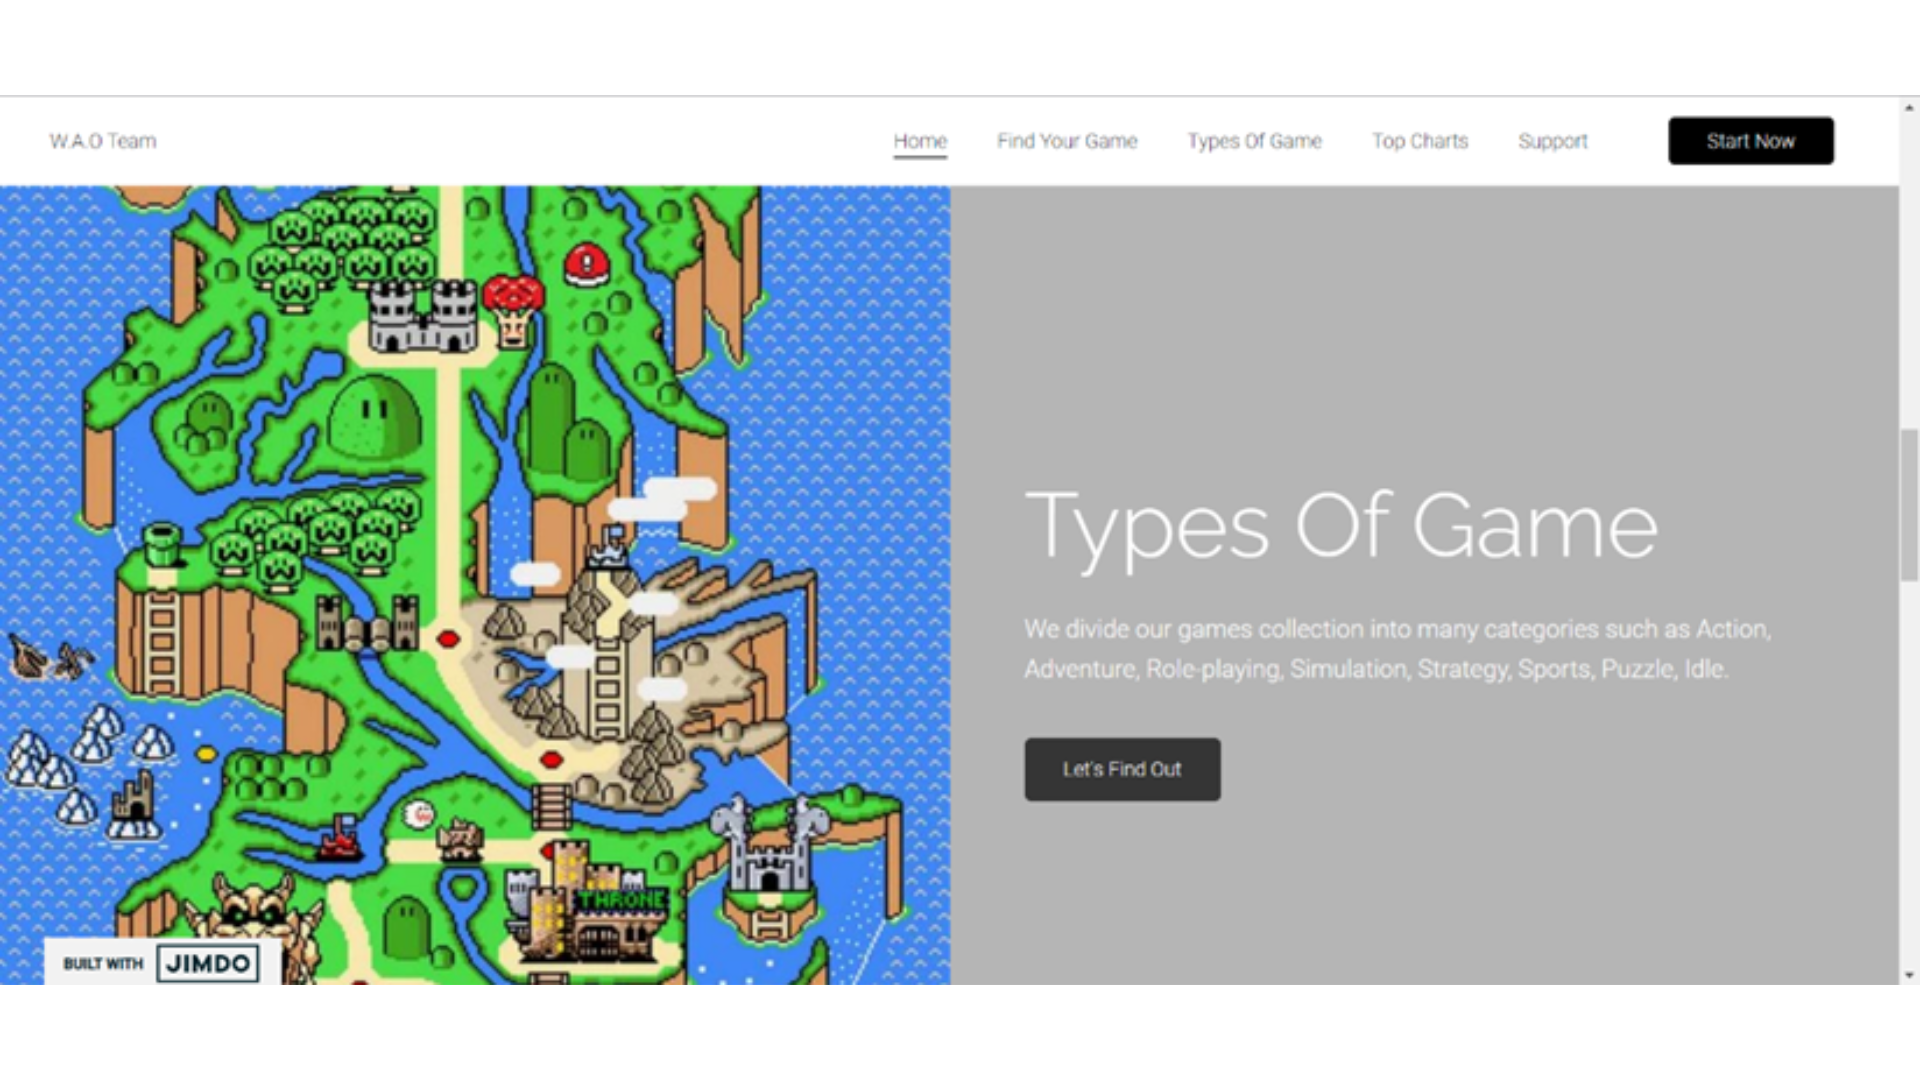 W.A.O Team
Home
Find Your Game
Types Of Game
Top Charts
Support
Start Now
!
THRONE
Types Of Game
We divide our games collection into many categories such as Action,
Adventure, Role-playing, Simulation, Strategy, Sports, Puzzle, Idle.
Let's Find Out
BUILT WITH JIMDO